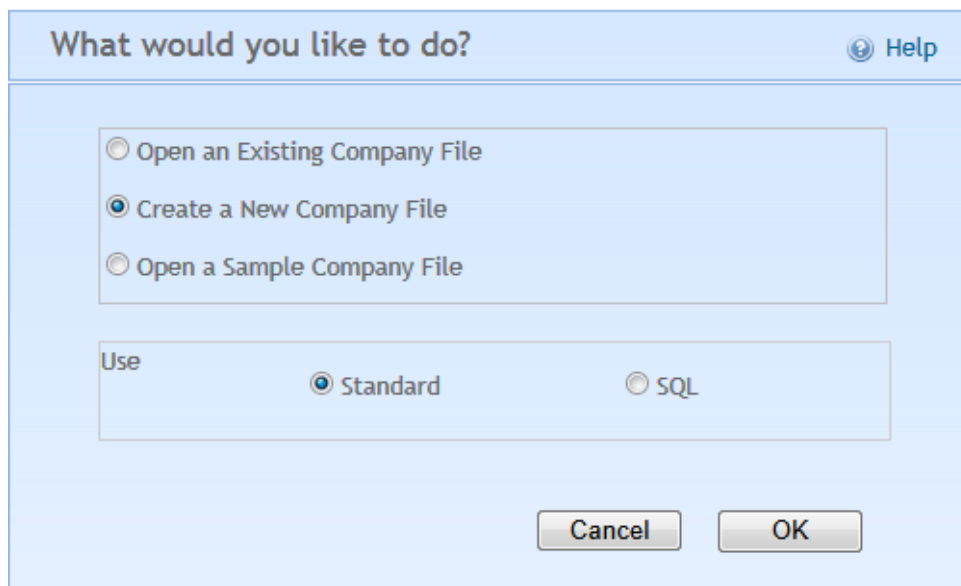 What would you like to do?
Help
Open an Existing Company File
Create a New Company File
Open a Sample Company File
Use
Standard
SQL
Cancel
OK